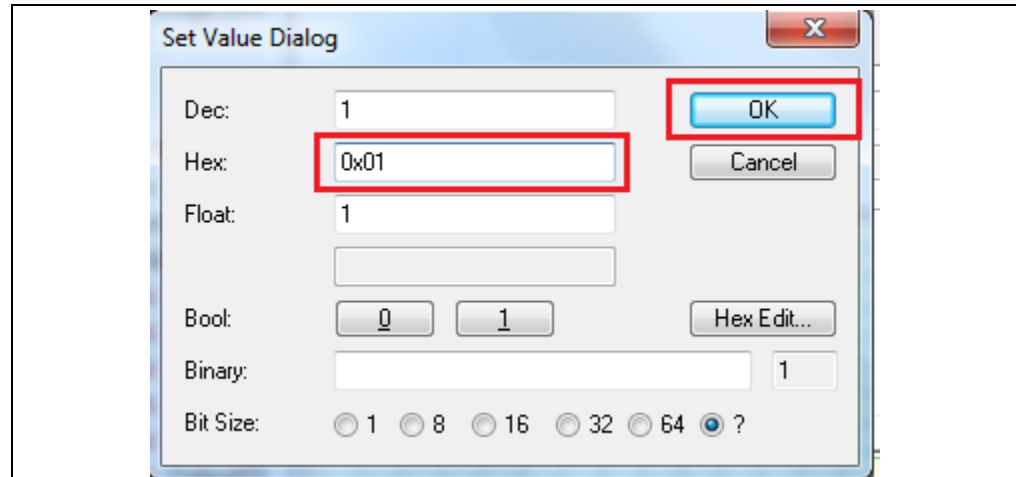 Set Value Dialog
Dec: 1 OK
Hex: 0x01 Cancel
Float: 1
Bool: 0 1 Hex Edit...
Binary: 1
Bit Size: 1 8 16 32 64 ?